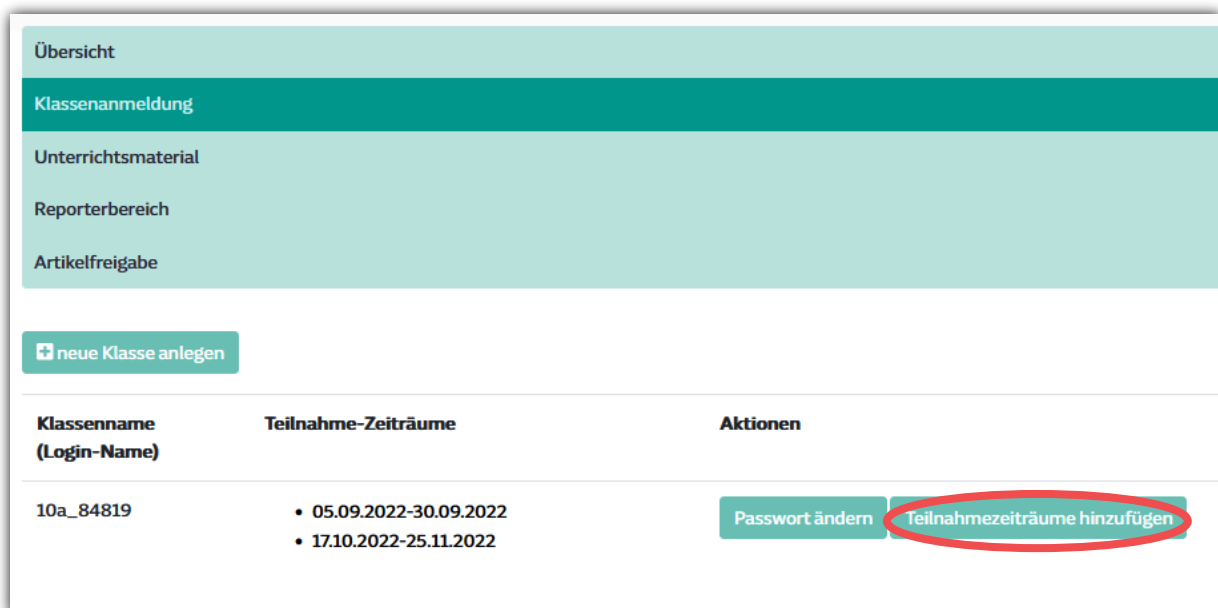 Übersicht
Klassenanmeldung
Unterrichtsmaterial
Reporterbereich
Artikelfreigabe
neue Klasse anlegen
Klassenname Teilnahme-Zeiträume Aktionen
(Login-Name)
10a_84819 • 05.09.2022-30.09.2022 Passwort ändern Teilnahmezeiträume hinzufügen
• 17.10.2022-25.11.2022